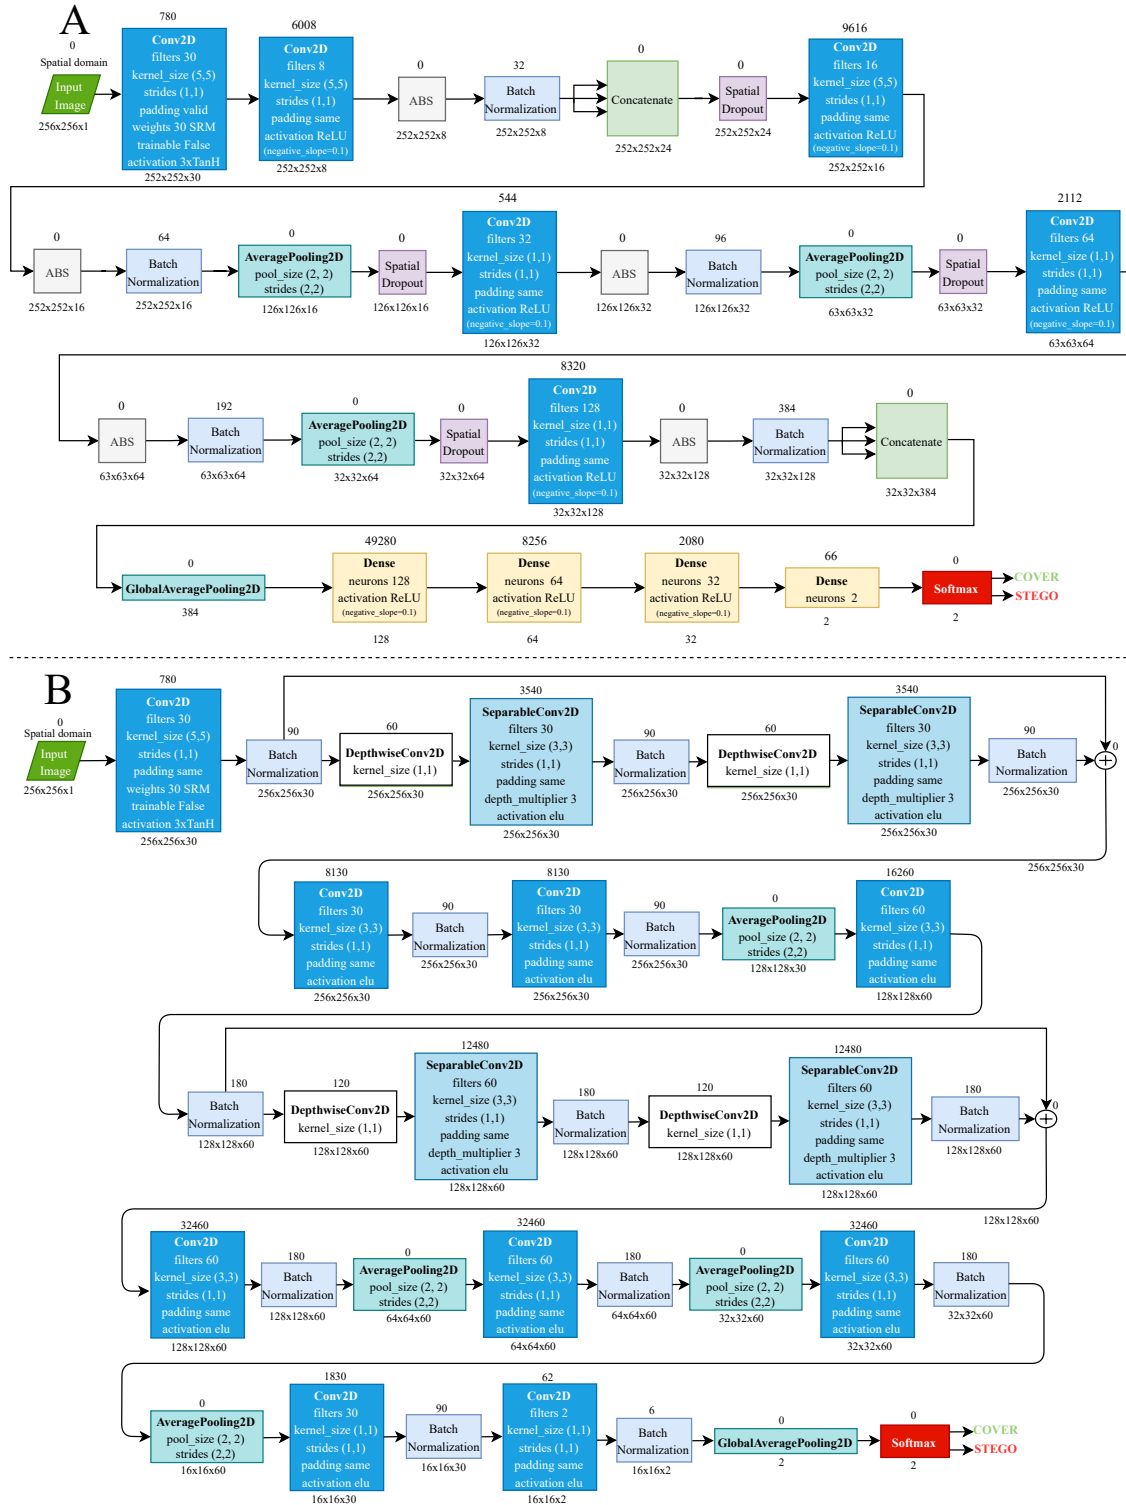 A
0
Spatial domain
Input
Image
256x256x1
780
Conv2D
filters 30
kernel_size (5,5)
strides (1,1)
padding valid
weights 30 SRM
trainable False
activation 3xTanH
252x252x30
6008
Conv2D
filters 8
kernel_size (5,5)
strides (1,1)
padding same
activation ReLU
(negative_slope=0.1)
252x252x8
0
ABS
252x252x8
32
Batch
Normalization
252x252x8
0
Concatenate
252x252x24
0
Spatial
Dropout
252x252x24
9616
Conv2D
filters 16
kernel_size (5,5)
strides (1,1)
padding same
activation ReLU
(negative_slope=0.1)
252x252x16
0
ABS
252x252x16
64
Batch
Normalization
252x252x16
0
AveragePooling2D
pool_size (2, 2)
strides (2,2)
126x126x16
0
Spatial
Dropout
126x126x16
544
Conv2D
filters 32
kernel_size (1,1)
strides (1,1)
padding same
activation ReLU
(negative_slope=0.1)
126x126x32
0
ABS
126x126x32
96
Batch
Normalization
126x126x32
0
AveragePooling2D
pool_size (2, 2)
strides (2,2)
63x63x32
0
Spatial
Dropout
63x63x32
2112
Conv2D
filters 64
kernel_size (1,1)
strides (1,1)
padding same
activation ReLU
(negative_slope=0.1)
63x63x64
0
ABS
63x63x64
192
Batch
Normalization
63x63x64
0
AveragePooling2D
pool_size (2, 2)
strides (2,2)
32x32x64
0
Spatial
Dropout
32x32x64
8320
Conv2D
filters 128
kernel_size (1,1)
strides (1,1)
padding same
activation ReLU
(negative_slope=0.1)
32x32x128
0
ABS
32x32x128
384
Batch
Normalization
32x32x128
0
Concatenate
32x32x384
0
GlobalAveragePooling2D
384
49280
Dense
neurons 128
activation ReLU
(negative_slope=0.1)
128
8256
Dense
neurons 64
activation ReLU
(negative_slope=0.1)
64
2080
Dense
neurons 32
activation ReLU
(negative_slope=0.1)
32
66
Dense
neurons 2
2
0
Softmax
2
COVER
STEGO
B
0
Spatial domain
Input
Image
256x256x1
780
Conv2D
filters 30
kernel_size (5,5)
strides (1,1)
padding same
weights 30 SRM
trainable False
activation 3xTanH
256x256x30
90
Batch
Normalization
256x256x30
60
DepthwiseConv2D
kernel_size (1,1)
256x256x30
3540
SeparableConv2D
filters 30
kernel_size (3,3)
strides (1,1)
padding same
depth_multiplier 3
activation elu
256x256x30
90
Batch
Normalization
256x256x30
60
DepthwiseConv2D
kernel_size (1,1)
256x256x30
3540
SeparableConv2D
filters 30
kernel_size (3,3)
strides (1,1)
padding same
depth_multiplier 3
activation elu
256x256x30
90
Batch
Normalization
256x256x30
0
256x256x30
8130
Conv2D
filters 30
kernel_size (3,3)
strides (1,1)
padding same
activation elu
256x256x30
90
Batch
Normalization
256x256x30
8130
Conv2D
filters 30
kernel_size (3,3)
strides (1,1)
padding same
activation elu
256x256x30
90
Batch
Normalization
256x256x30
0
AveragePooling2D
pool_size (2, 2)
strides (2,2)
128x128x30
16260
Conv2D
filters 60
kernel_size (3,3)
strides (1,1)
padding same
activation elu
128x128x60
180
Batch
Normalization
128x128x60
120
DepthwiseConv2D
kernel_size (1,1)
128x128x60
12480
SeparableConv2D
filters 60
kernel_size (3,3)
strides (1,1)
padding same
depth_multiplier 3
activation elu
128x128x60
180
Batch
Normalization
128x128x60
120
DepthwiseConv2D
kernel_size (1,1)
128x128x60
12480
SeparableConv2D
filters 60
kernel_size (3,3)
strides (1,1)
padding same
depth_multiplier 3
activation elu
128x128x60
180
Batch
Normalization
128x128x60
0
128x128x60
32460
Conv2D
filters 60
kernel_size (3,3)
strides (1,1)
padding same
activation elu
128x128x60
180
Batch
Normalization
128x128x60
0
AveragePooling2D
pool_size (2, 2)
strides (2,2)
64x64x60
32460
Conv2D
filters 60
kernel_size (3,3)
strides (1,1)
padding same
activation elu
64x64x60
180
Batch
Normalization
64x64x60
0
AveragePooling2D
pool_size (2, 2)
strides (2,2)
32x32x60
32460
Conv2D
filters 60
kernel_size (3,3)
strides (1,1)
padding same
activation elu
32x32x60
180
Batch
Normalization
32x32x60
0
AveragePooling2D
pool_size (2, 2)
strides (2,2)
16x16x60
1830
Conv2D
filters 30
kernel_size (1,1)
strides (1,1)
padding same
activation elu
16x16x30
90
Batch
Normalization
16x16x30
62
Conv2D
filters 2
kernel_size (1,1)
strides (1,1)
padding same
activation elu
16x16x2
6
Batch
Normalization
16x16x2
0
GlobalAveragePooling2D
2
0
Softmax
2
COVER
STEGO